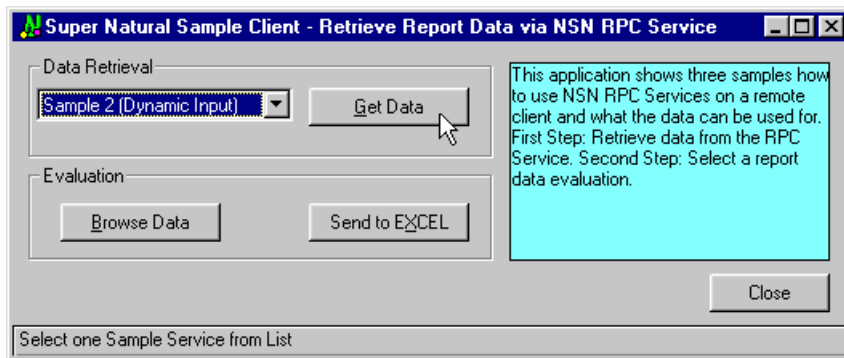 Super Natural Sample Client - Retrieve Report Data via NSN RPC Service
Data Retrieval
Sample 2 (Dynamic Input)
Get Data
This application shows three samples how
to use NSN RPC Services on a remote
client and what the data can be used for.
First Step: Retrieve data from the RPC
Service. Second Step: Select a report
data evaluation.
Evaluation
Browse Data
Send to EXCEL
Close
Select one Sample Service from List